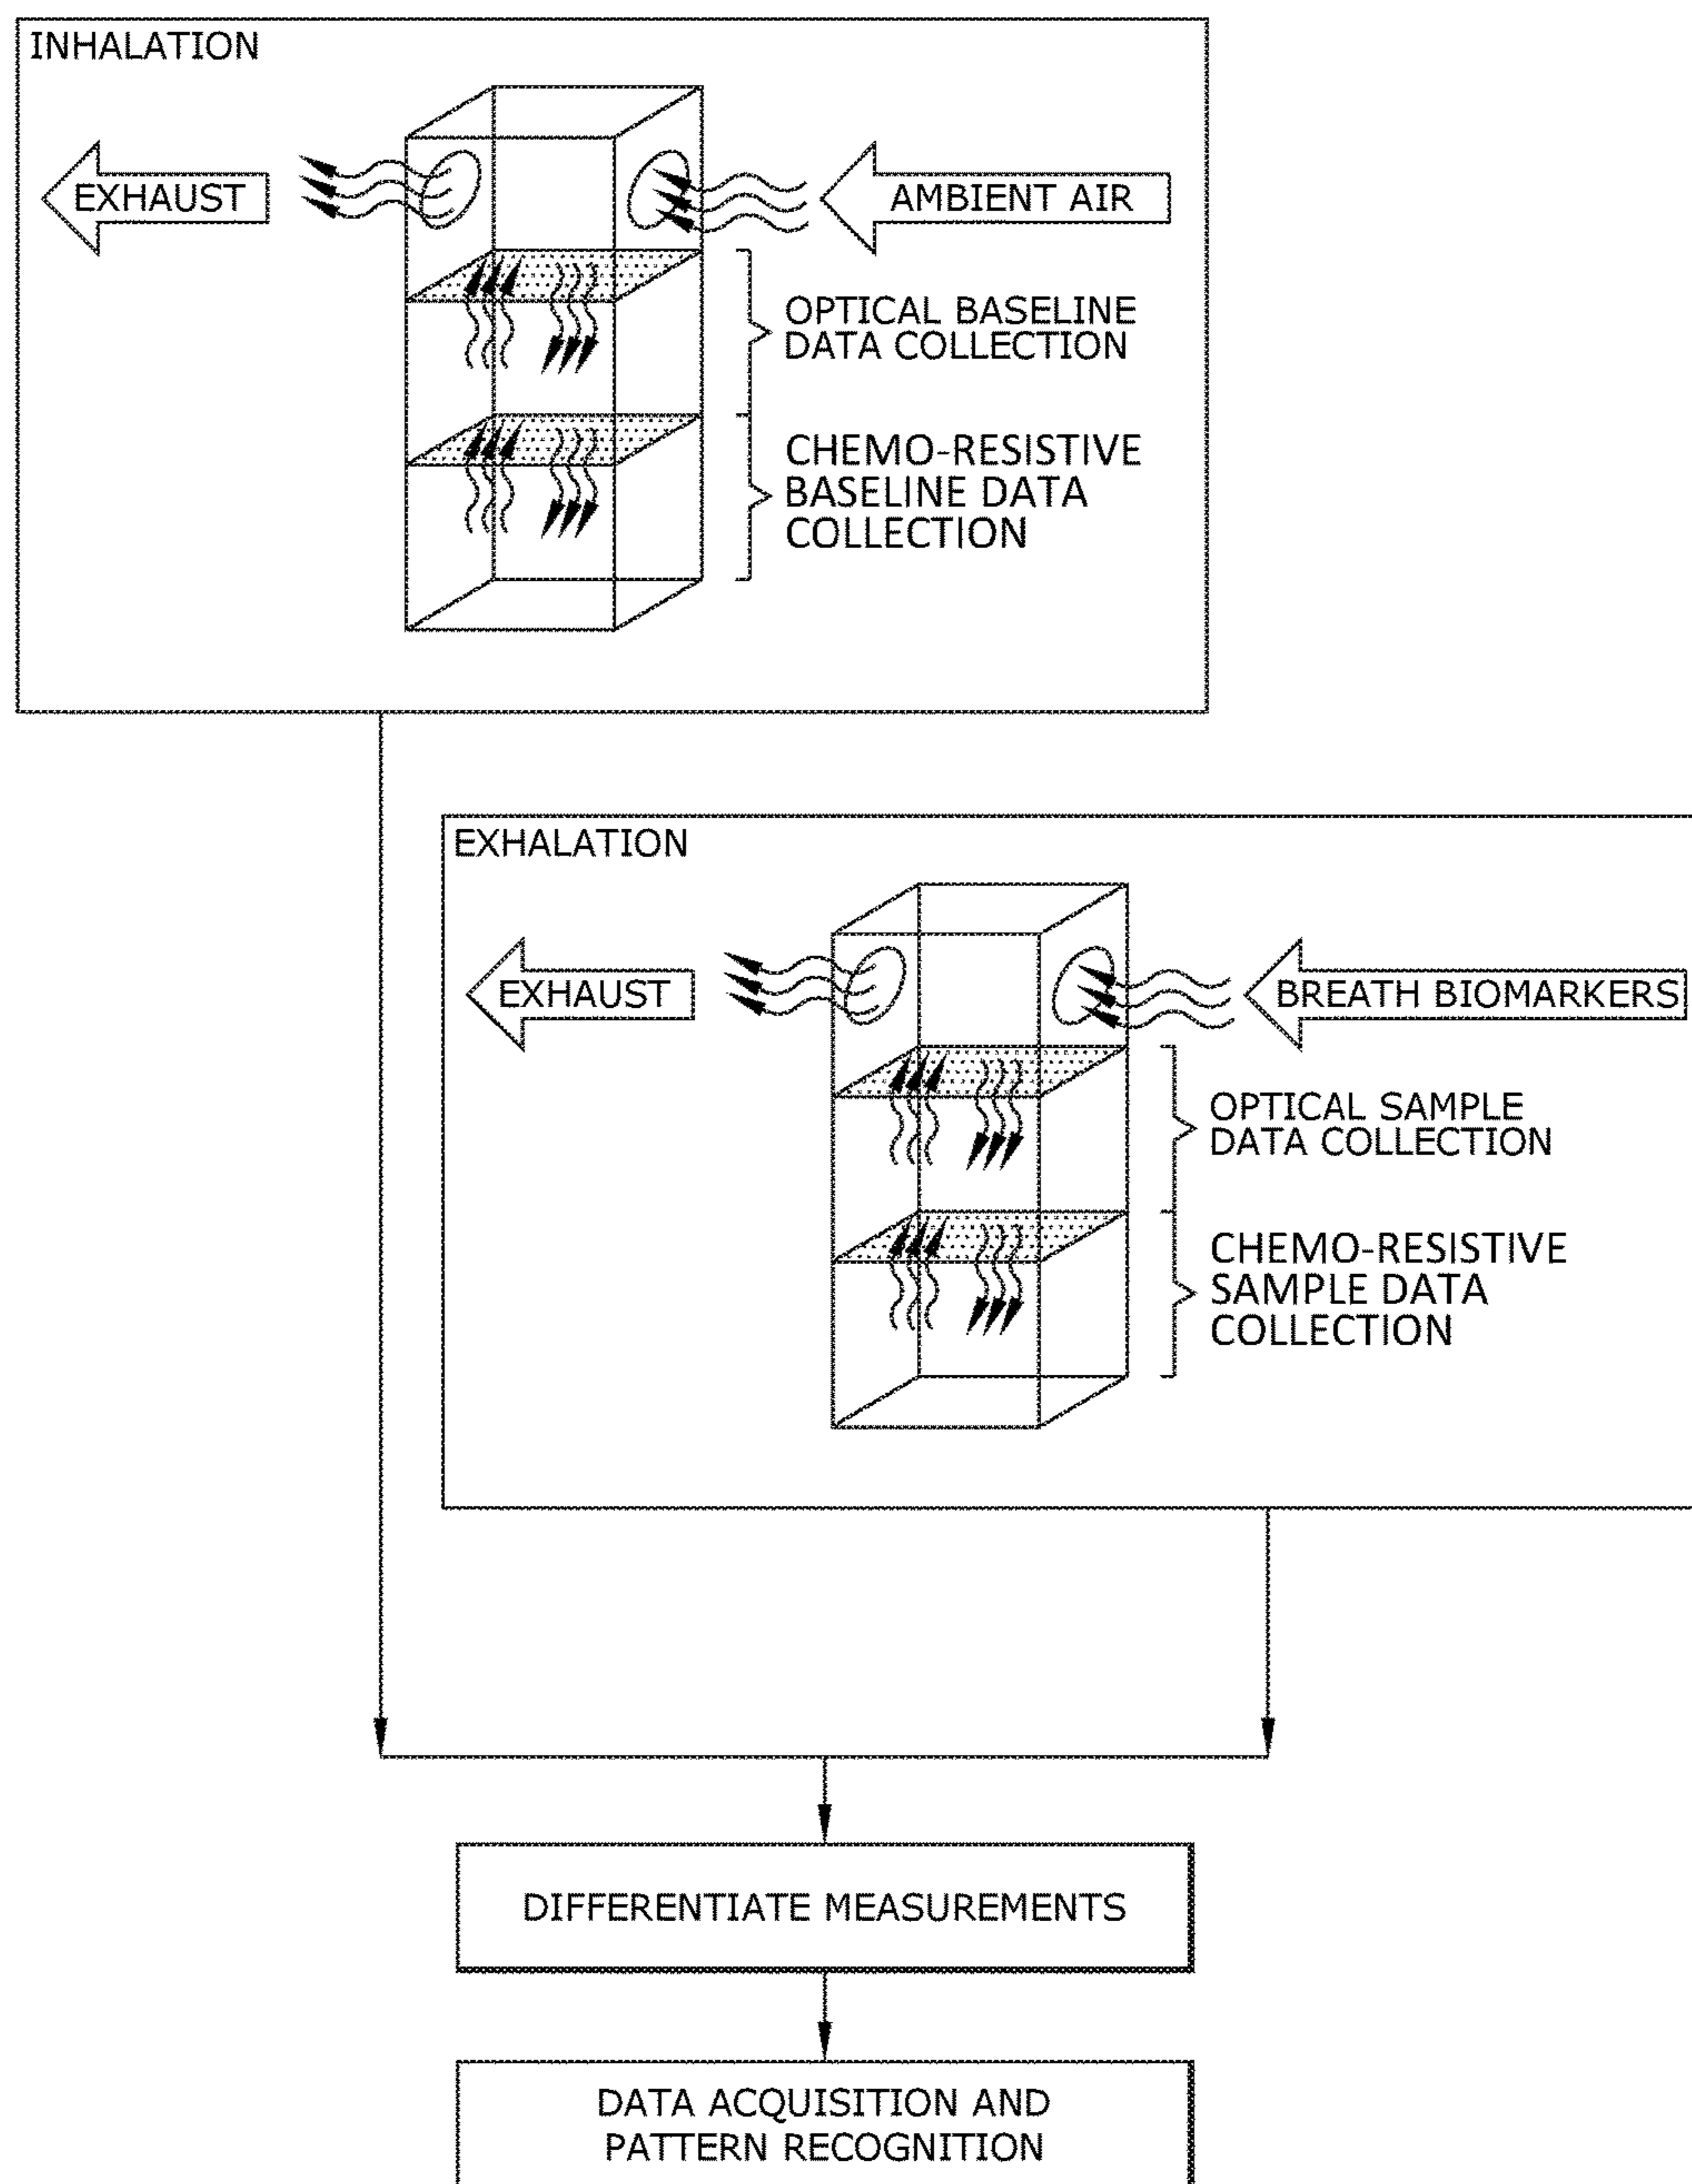 INHALATION
EXHAUST
AMBIENT AIR
OPTICAL BASELINE
DATA COLLECTION
CHEMO-RESISTIVE
BASELINE DATA
COLLECTION
EXHALATION
EXHAUST
BREATH BIOMARKERS
OPTICAL SAMPLE
DATA COLLECTION
CHEMO-RESISTIVE
SAMPLE DATA
COLLECTION
DIFFERENTIATE MEASUREMENTS
DATA ACQUISITION AND
PATTERN RECOGNITION